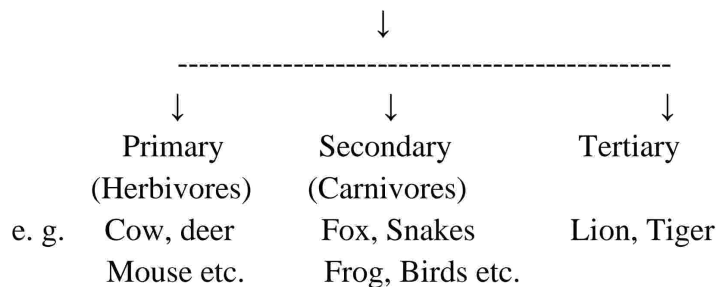 ↓
-----------------------------------------------
↓ ↓ ↓
Primary Secondary Tertiary
(Herbivores) (Carnivores)
e. g. Cow, deer Fox, Snakes Lion, Tiger
Mouse etc. Frog, Birds etc.